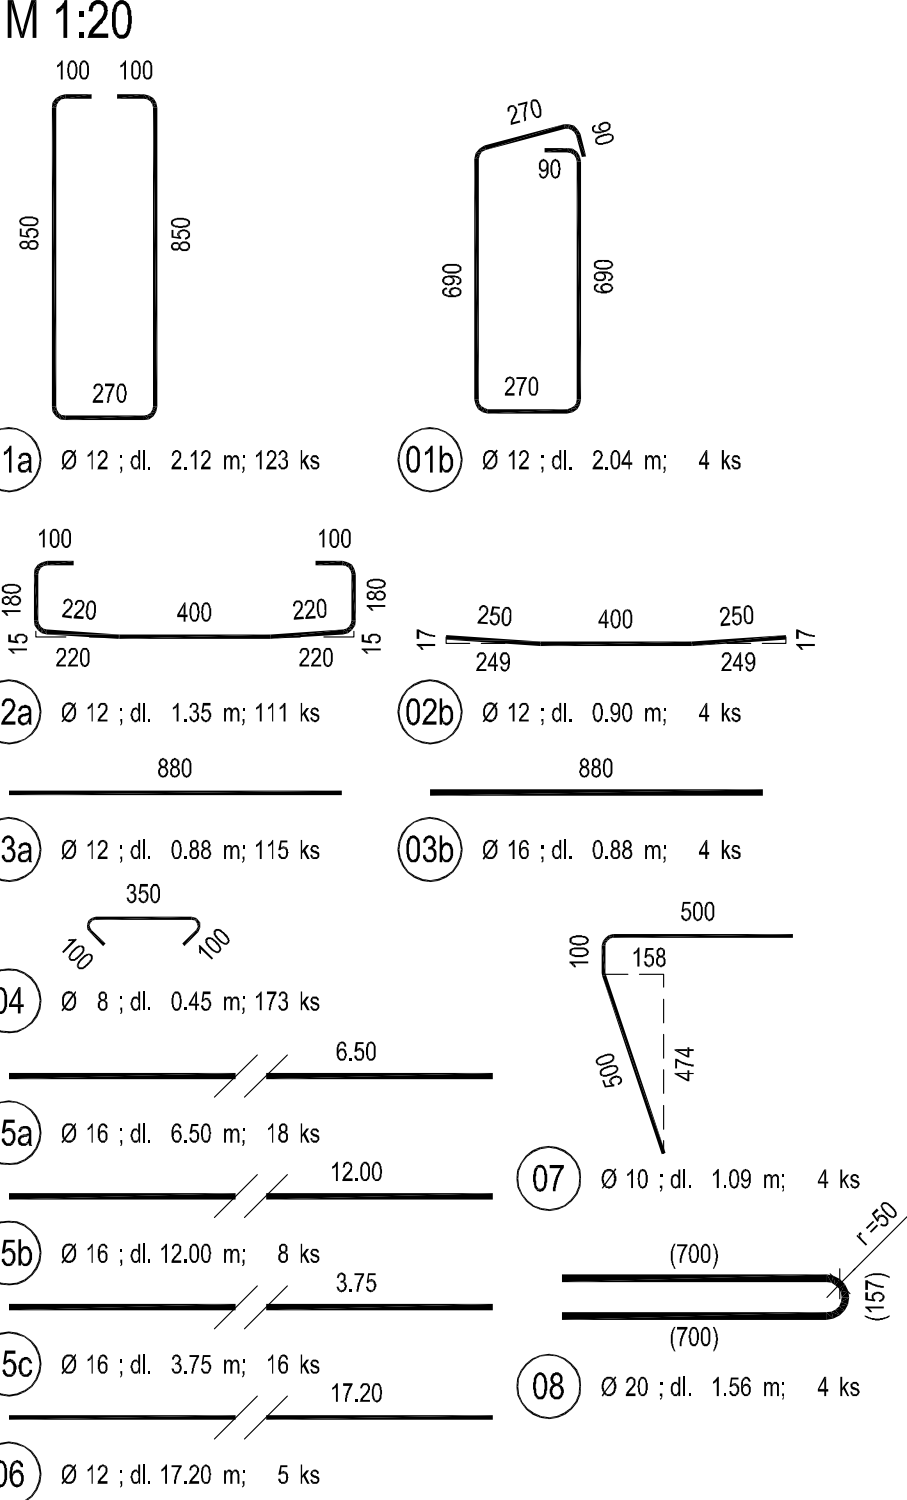 M 1:20
100 100
850
850
270
1a Ø 12 ; dl. 2.12 m; 123 ks
270
90
90
690
690
270
01b Ø 12 ; dl. 2.04 m; 4 ks
100 100
180
180
15
220 400 220
15
220 220
2a Ø 12 ; dl. 1.35 m; 111 ks
250 400 250
17
17
249 249
02b Ø 12 ; dl. 0.90 m; 4 ks
880
3a Ø 12 ; dl. 0.88 m; 115 ks
880
03b Ø 16 ; dl. 0.88 m; 4 ks
350
100 100
04 Ø 8 ; dl. 0.45 m; 173 ks
500
100
158
500
474
07 Ø 10 ; dl. 1.09 m; 4 ks
6.50
5a Ø 16 ; dl. 6.50 m; 18 ks
12.00
5b Ø 16 ; dl. 12.00 m; 8 ks
3.75
5c Ø 16 ; dl. 3.75 m; 16 ks
17.20
06 Ø 12 ; dl. 17.20 m; 5 ks
r =50
(700)
(157)
(700)
08 Ø 20 ; dl. 1.56 m; 4 ks